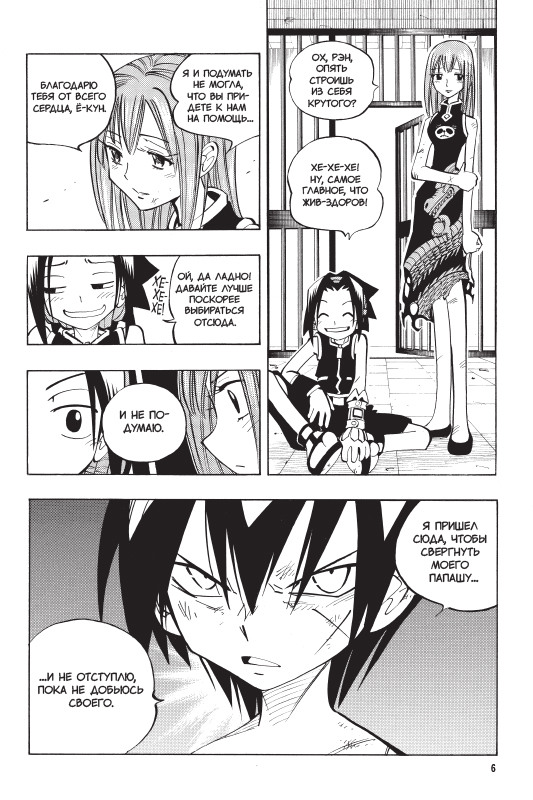 ОХ, РЭН,
ОПЯТЬ
СТРОИШЬ
ИЗ СЕБЯ
КРУТОГО?
ХЕ-ХЕ-ХЕ!
НУ, САМОЕ
ГЛАВНОЕ, ЧТО
ЖИВ-ЗДОРОВ!
Я И ПОДУМАТЬ
НЕ МОГЛА,
ЧТО ВЫ ПРИ-
ДЕТЕ К НАМ
НА ПОМОЩЬ...
БЛАГОДАРЮ
ТЕБЯ ОТ ВСЕГО
СЕРДЦА, Ё-КУН.
ХЕ-
ХЕ-
ХЕ!
ОЙ, ДА ЛАДНО!
ДАВАЙТЕ ЛУЧШЕ
ПОСКОРЕЕ
ВЫБИРАТЬСЯ
ОТСЮДА.
И НЕ ПО-
ДУМАЮ.
Я ПРИШЕЛ
СЮДА, ЧТОБЫ
СВЕРГНУТЬ
МОЕГО
ПАПАШУ...
...И НЕ ОТСТУПЛЮ,
ПОКА НЕ ДОБЬЮСЬ
СВОЕГО.
6